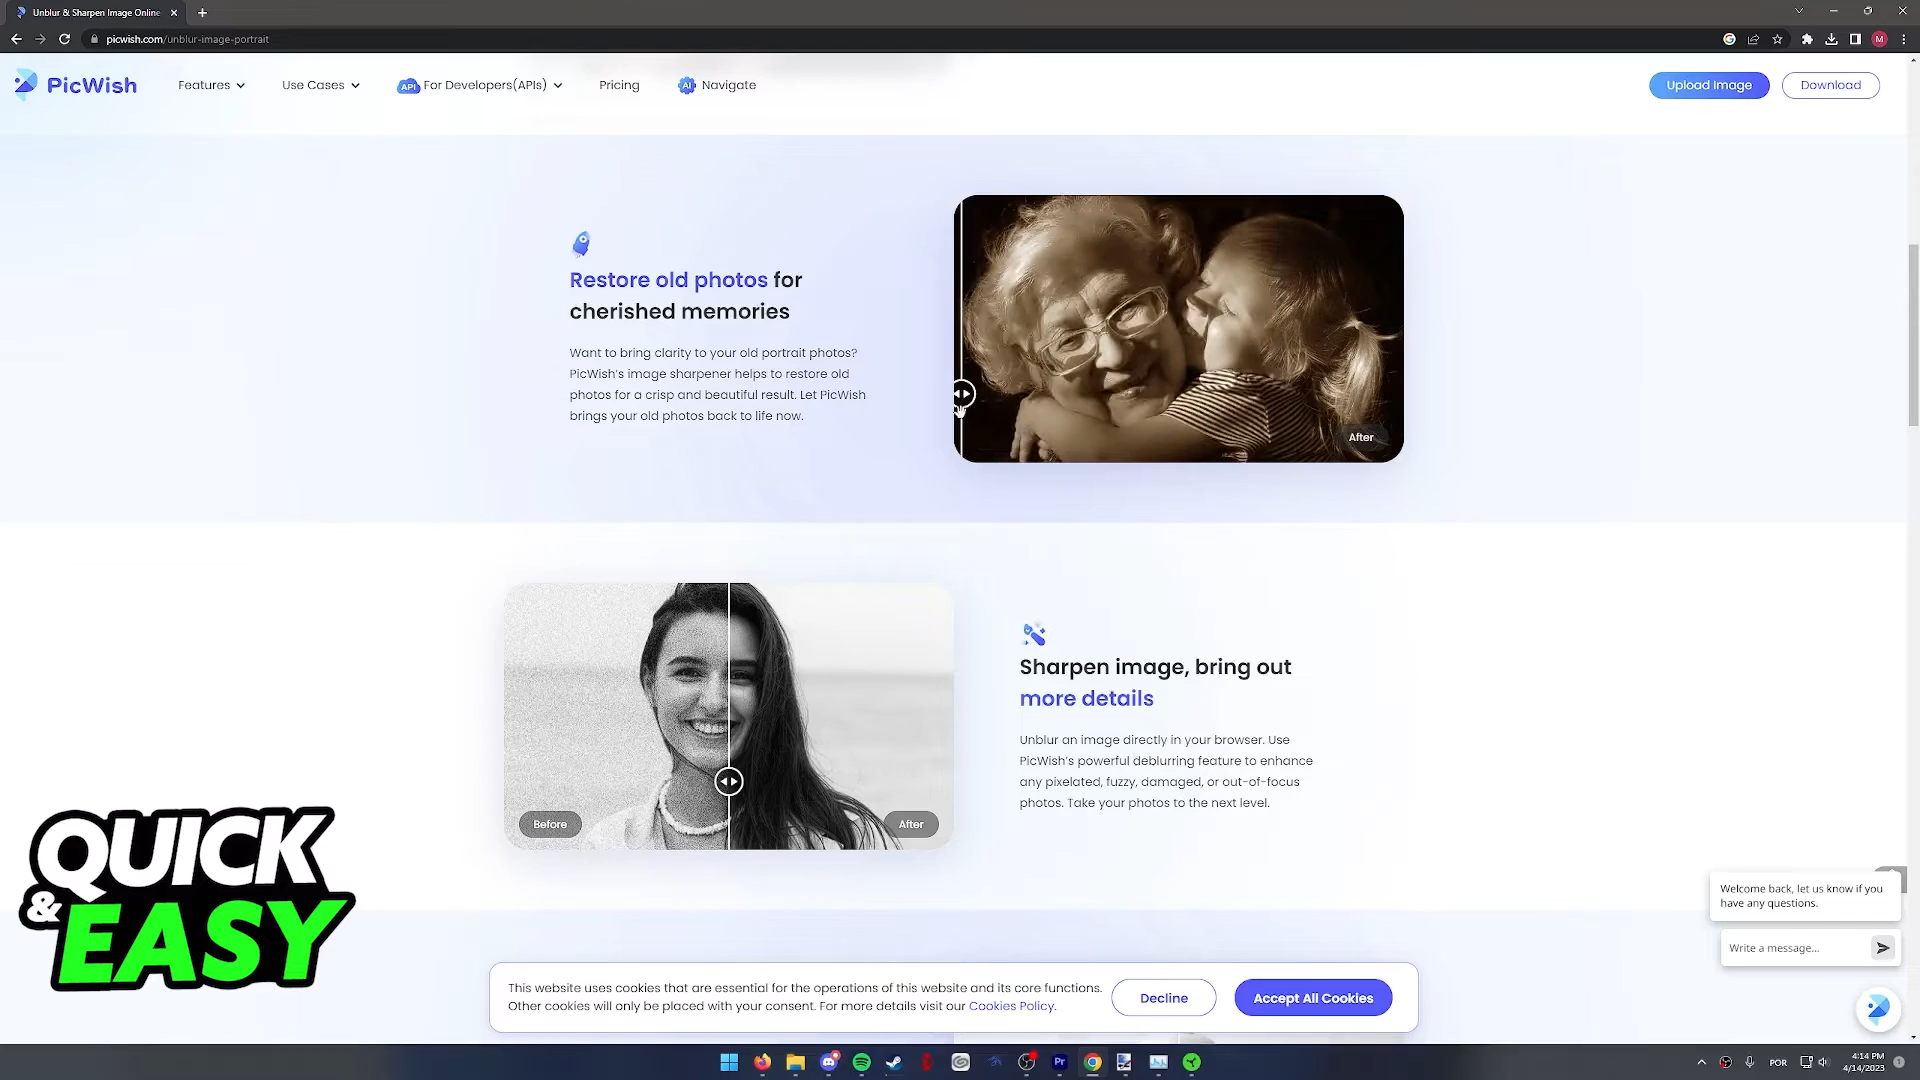 Unblur & Sharpen Image Online
picwish.com/unblur-image-portrait
M
PicWish
Features
Use Cases
API
For Developers(APIs)
Pricing
AI
Navigate
Upload Image
Download
Restore old photos for
cherished memories
Want to bring clarity to your old portrait photos?
PicWish's image sharpener helps to restore old
photos for a crisp and beautiful result. Let PicWish
brings your old photos back to life now.
After
Before
After
Sharpen image, bring out
more details
Unblur an image directly in your browser. Use
PicWish's powerful deblurring feature to enhance
any pixelated, fuzzy, damaged, or out-of-focus
photos. Take your photos to the next level.
QUICK
& EASY
Welcome back, let us know if you
have any questions.
Write a message...
This website uses cookies that are essential for the operations of this website and its core functions.
Other cookies will only be placed with your consent. For more details visit our Cookies Policy.
Decline
Accept All Cookies
Pr
POR
4:14 PM
4/14/2023